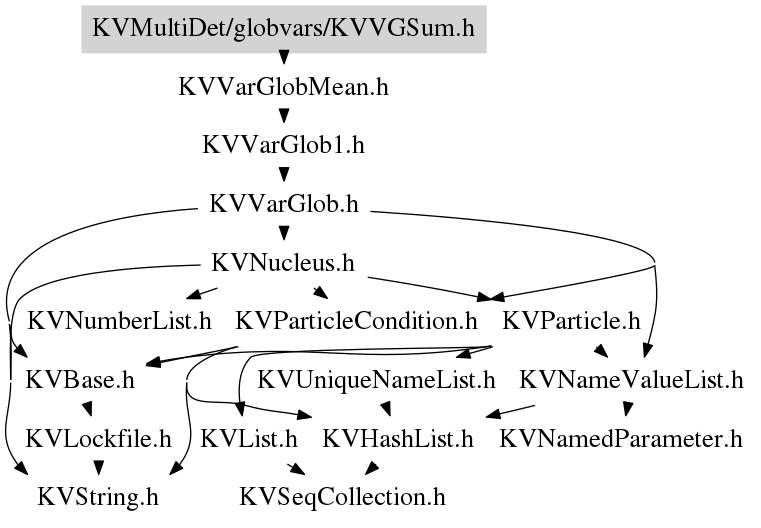 KVMultiDet/globvars/KVVGSum.h
KVVarGlobMean.h
KVVarGlob1.h
KVVarGlob.h
KVNucleus.h
KVNumberList.h KVParticleCondition.h KVParticle.h
KVBase.h KVUniqueNameList.h KVNameValueList.h
KVLockfile.h KVList.h KVHashList.h KVNamedParameter.h
KVString.h KVSeqCollection.h